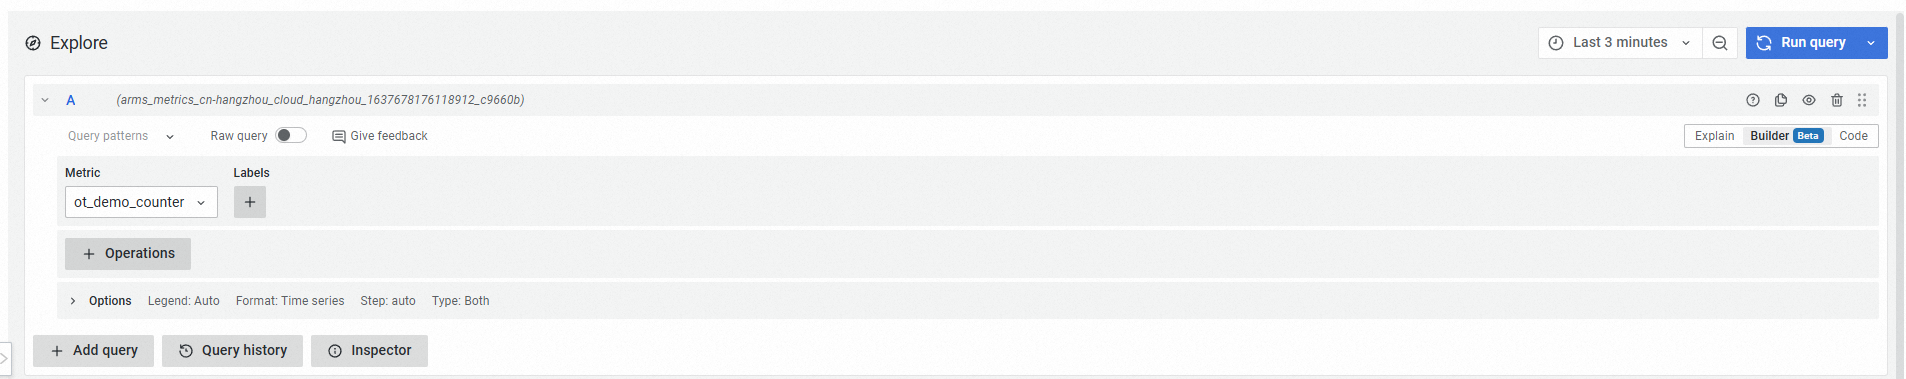 Explore
Last 3 minutes
Run query
A (arms_metrics_cn-hangzhou_cloud_hangzhou_1637678176118912_c9660b)
Query patterns Raw query Give feedback
Explain Builder Beta Code
Metric Labels
ot_demo_counter
Operations
Options Legend: Auto Format: Time series Step: auto Type: Both
Add query Query history Inspector